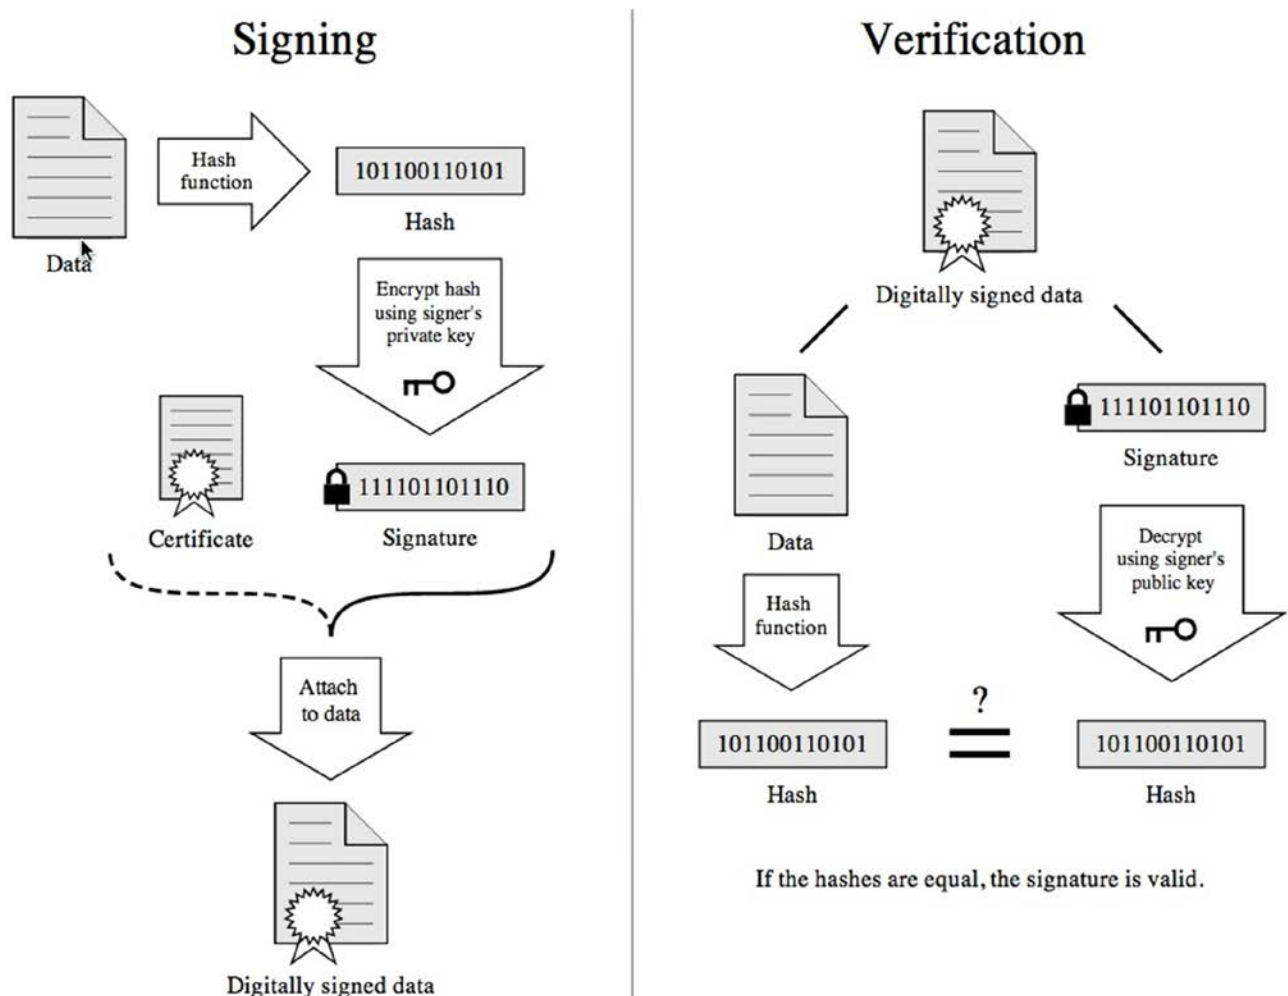 Signing
Hash
function
101100110101
Hash
Data
Encrypt hash
using signer's
private key
111101101110
Certificate
Signature
Attach
to data
Digitally signed data
Verification
Digitally signed data
111101101110
Signature
Data
Decrypt
using signer's
public key
Hash
function
?
101100110101
101100110101
Hash
Hash
If the hashes are equal, the signature is valid.